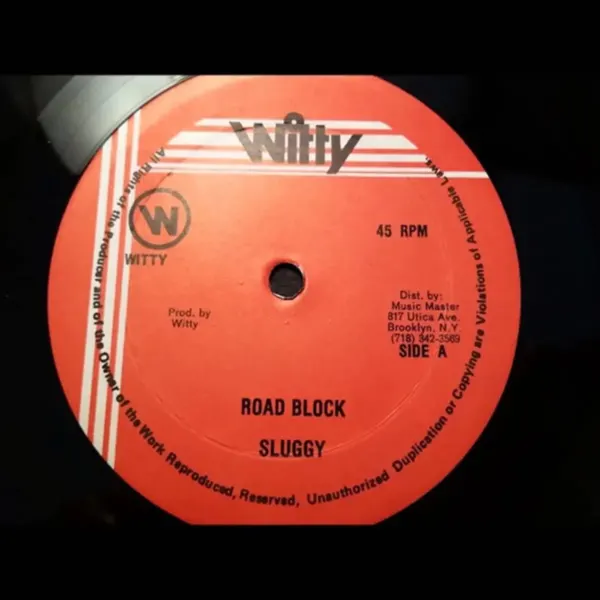 Witty
W
WITTY
45 RPM
Prod. by
Witty
Dist. by:
Music Master
817 Utica Ave.
Brooklyn, N.Y
(718) 342-3569
SIDE A
ROAD BLOCK
SLUGGY
All Rights of the Producer and of the Owner of the Work Reproduced, Reserved, Unauthorized Duplication or Copying are Violations of Applicable Laws.